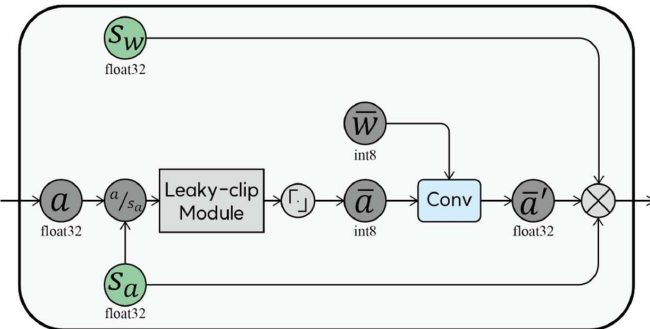 s_w
float32
w̄
int8
a
float32
a/s_a
Leaky-clip
Module
⌈·⌋
ā
int8
Conv
ā′
float32
⊗
s_a
float32